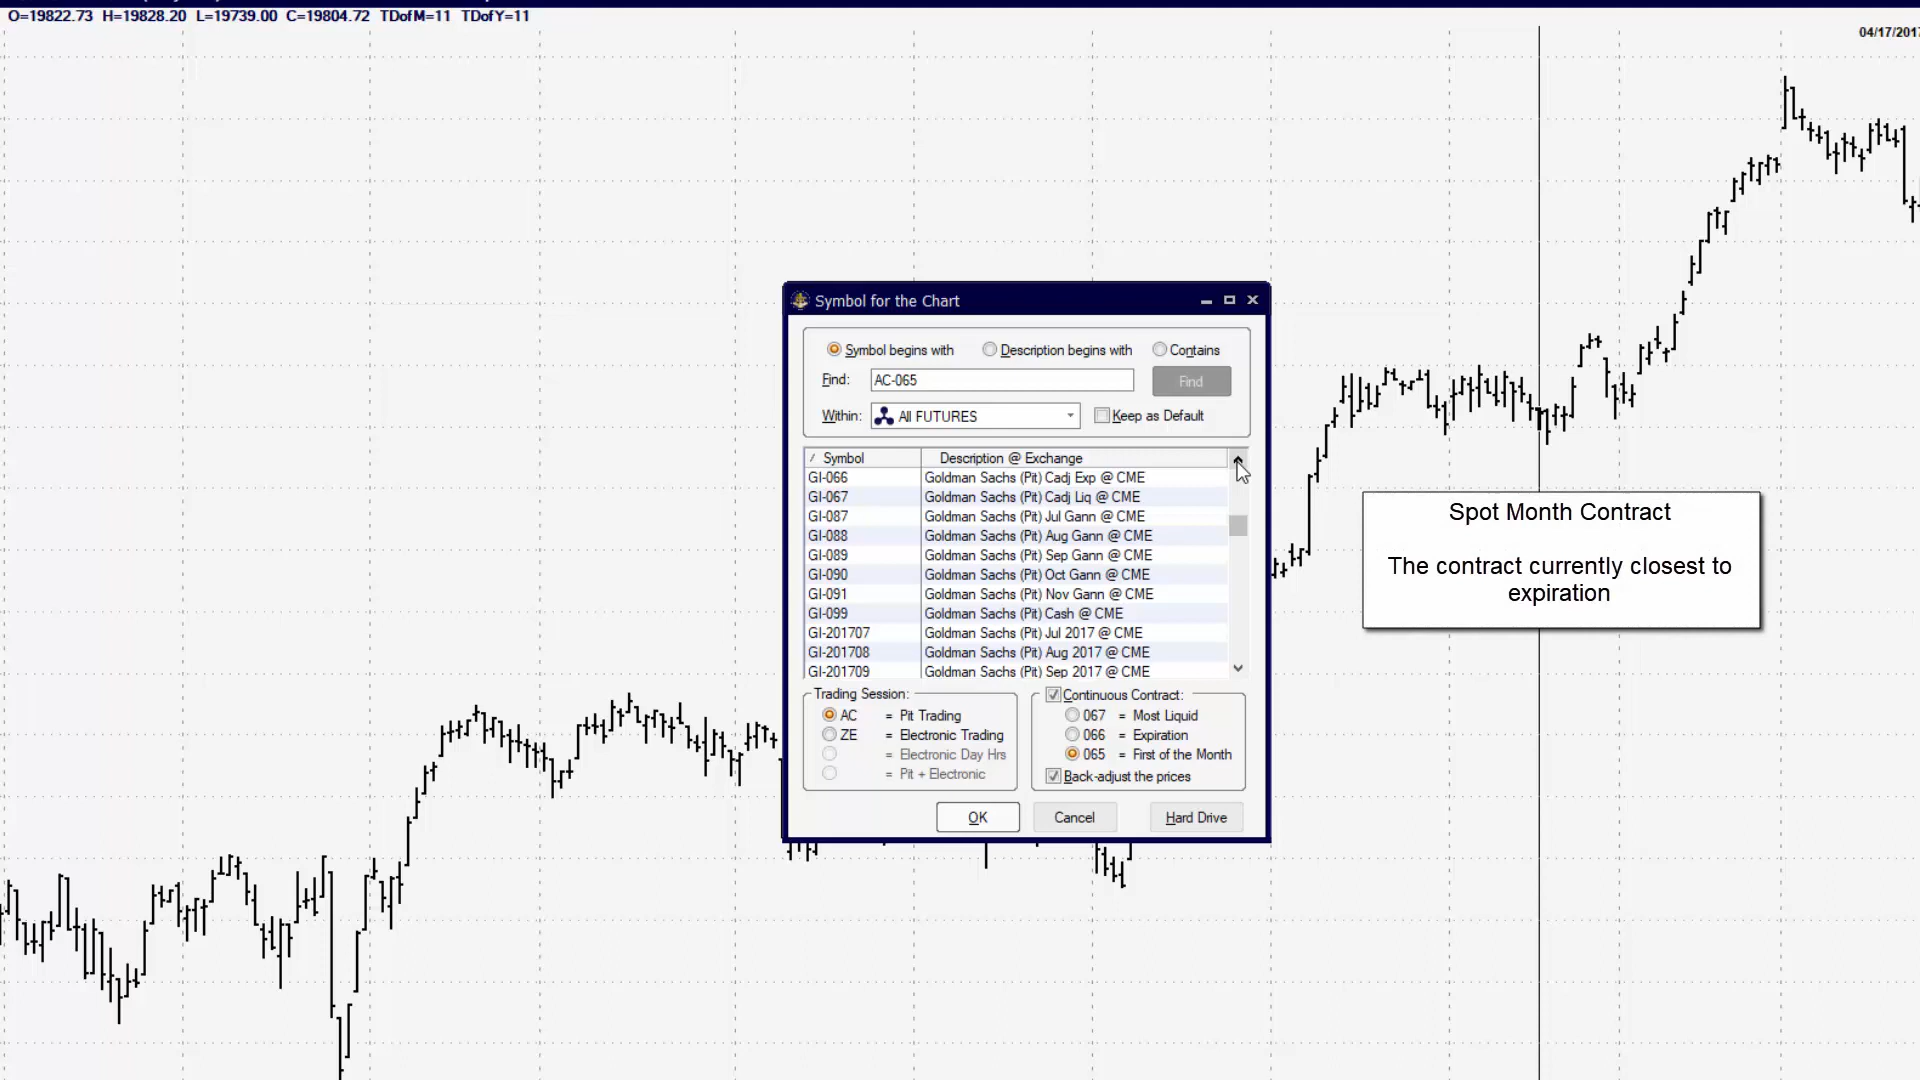 O=19822.73 H=19828.20 L=19739.00 C=19804.72 TDofM=11 TDofY=11
04/17/2017
Symbol for the Chart
Symbol begins with Description begins with Contains
Find: AC-065 Find
Within: All FUTURES Keep as Default
/ Symbol Description @ Exchange
GI-066 Goldman Sachs (Pit) Cadj Exp @ CME
GI-067 Goldman Sachs (Pit) Cadj Liq @ CME
GI-087 Goldman Sachs (Pit) Jul Gann @ CME
GI-088 Goldman Sachs (Pit) Aug Gann @ CME
GI-089 Goldman Sachs (Pit) Sep Gann @ CME
GI-090 Goldman Sachs (Pit) Oct Gann @ CME
GI-091 Goldman Sachs (Pit) Nov Gann @ CME
GI-099 Goldman Sachs (Pit) Cash @ CME
GI-201707 Goldman Sachs (Pit) Jul 2017 @ CME
GI-201708 Goldman Sachs (Pit) Aug 2017 @ CME
GI-201709 Goldman Sachs (Pit) Sep 2017 @ CME
Spot Month Contract
The contract currently closest to
expiration
Trading Session:
AC = Pit Trading
ZE = Electronic Trading
= Electronic Day Hrs
= Pit + Electronic
Continuous Contract:
067 = Most Liquid
066 = Expiration
065 = First of the Month
Back-adjust the prices
OK Cancel Hard Drive